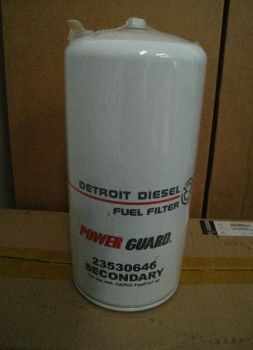 DETROIT DIESEL
FUEL FILTER
POWER GUARD.
23530646
SECONDARY